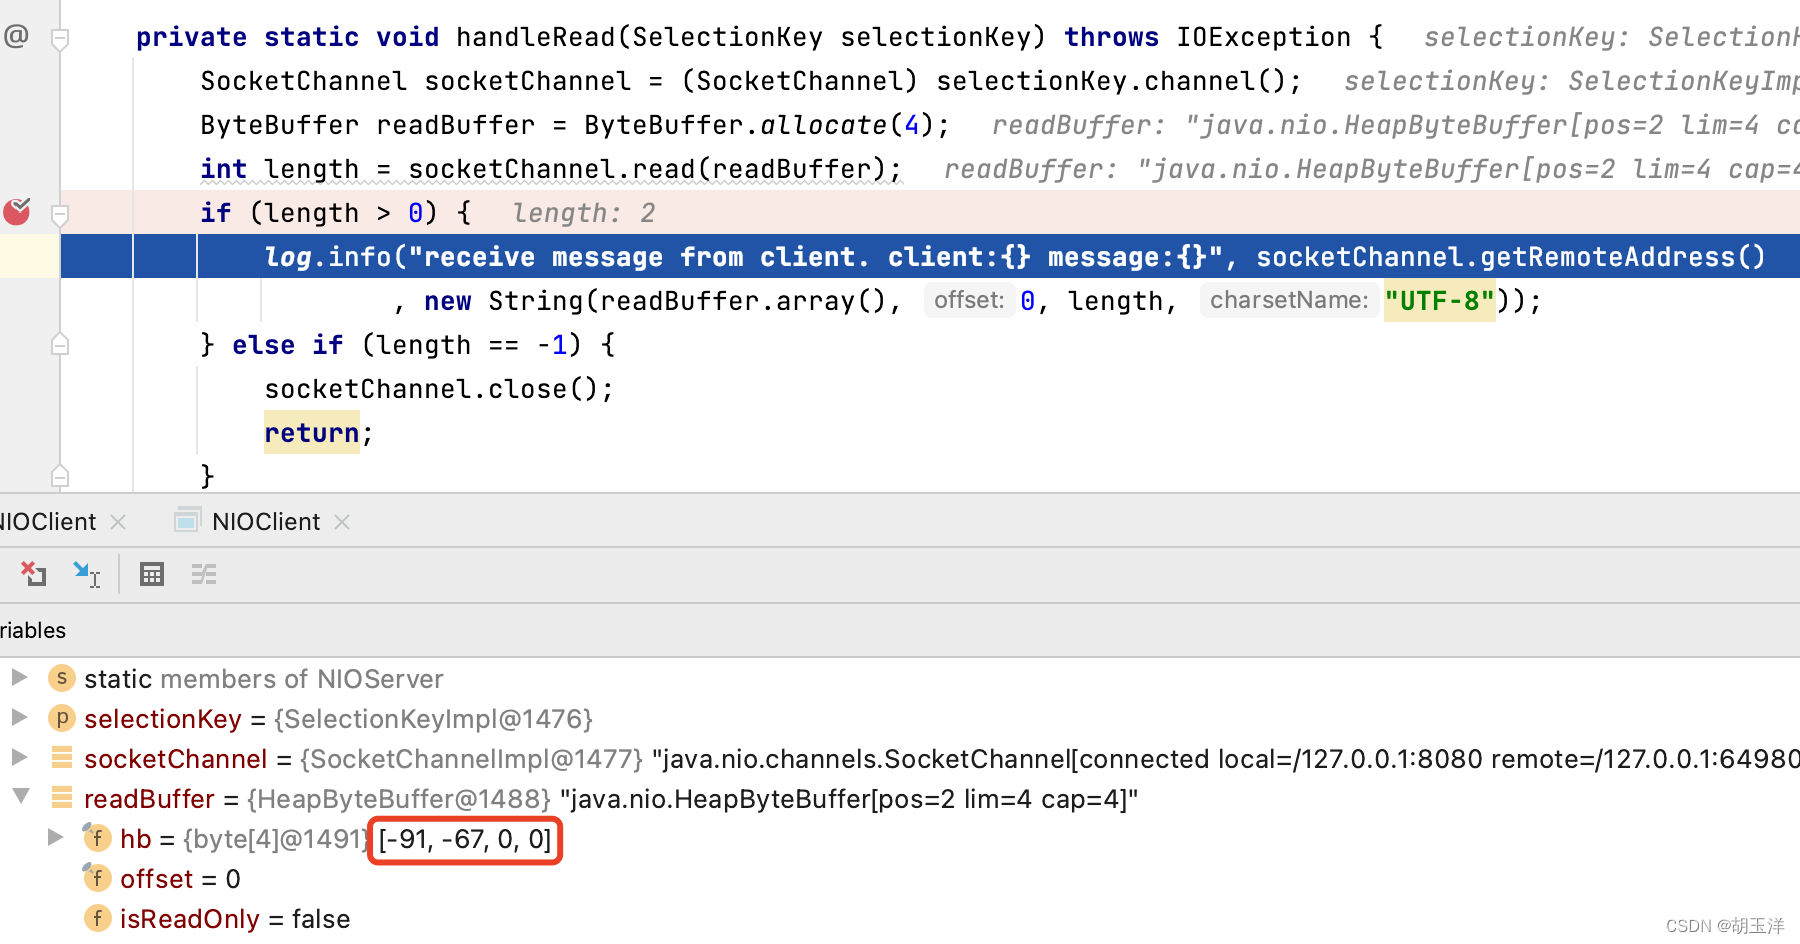 @
private static void handleRead(SelectionKey selectionKey) throws IOException { selectionKey: SelectionK
SocketChannel socketChannel = (SocketChannel) selectionKey.channel(); selectionKey: SelectionKeyImp
ByteBuffer readBuffer = ByteBuffer.allocate(4); readBuffer: "java.nio.HeapByteBuffer[pos=2 lim=4 ca
int length = socketChannel.read(readBuffer); readBuffer: "java.nio.HeapByteBuffer[pos=2 lim=4 cap=4
if (length > 0) { length: 2
log.info("receive message from client. client:{} message:{}", socketChannel.getRemoteAddress()
, new String(readBuffer.array(), offset: 0, length, charsetName: "UTF-8"));
} else if (length == -1) {
socketChannel.close();
return;
}
NIOClient × NIOClient ×
riables
s static members of NIOServer
p selectionKey = {SelectionKeyImpl@1476}
socketChannel = {SocketChannelImpl@1477} "java.nio.channels.SocketChannel[connected local=/127.0.0.1:8080 remote=/127.0.0.1:64980
readBuffer = {HeapByteBuffer@1488} "java.nio.HeapByteBuffer[pos=2 lim=4 cap=4]"
f hb = {byte[4]@1491} [-91, -67, 0, 0]
f offset = 0
f isReadOnly = false
CSDN @胡玉洋